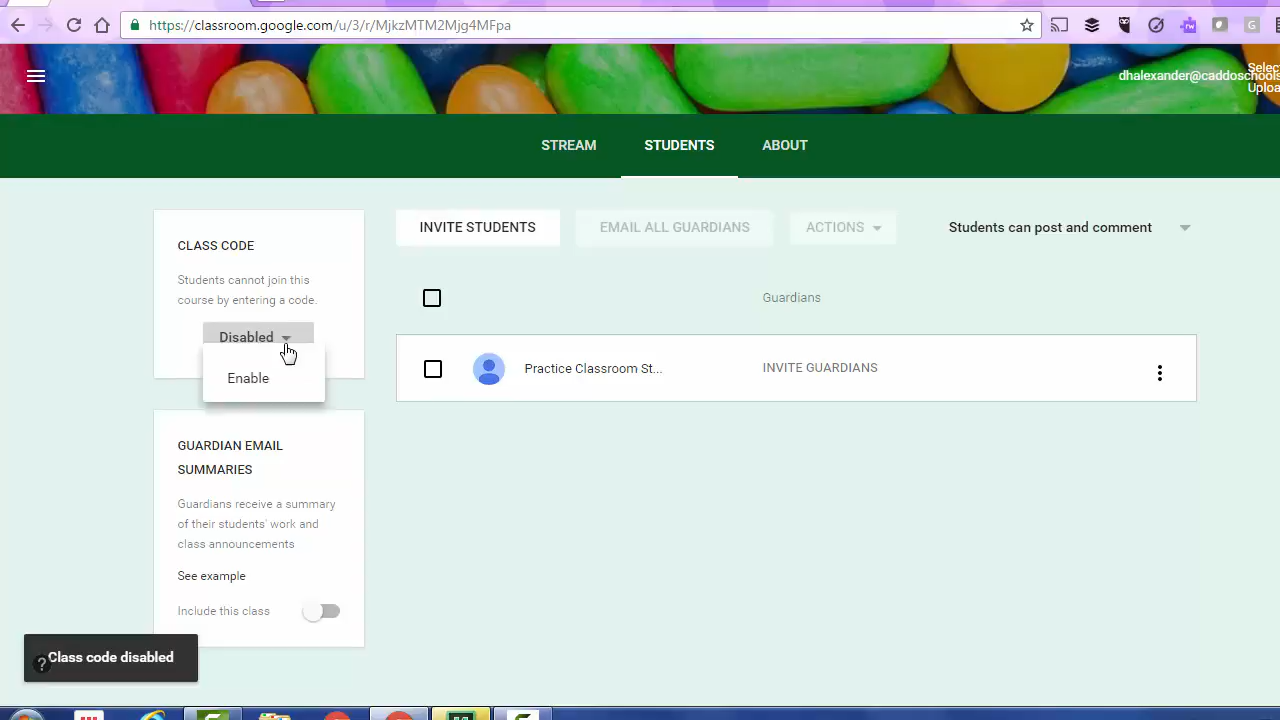 https://classroom.google.com/u/3/r/MjkzMTM2Mjg4MFpa
dhalexander@caddoschools
Select
Uploa
STREAM
STUDENTS
ABOUT
CLASS CODE
Students cannot join this
course by entering a code.
Disabled
Enable
INVITE STUDENTS
EMAIL ALL GUARDIANS
ACTIONS
Students can post and comment
Guardians
Practice Classroom St...
INVITE GUARDIANS
GUARDIAN EMAIL
SUMMARIES
Guardians receive a summary
of their students' work and
class announcements
See example
Include this class
? Class code disabled